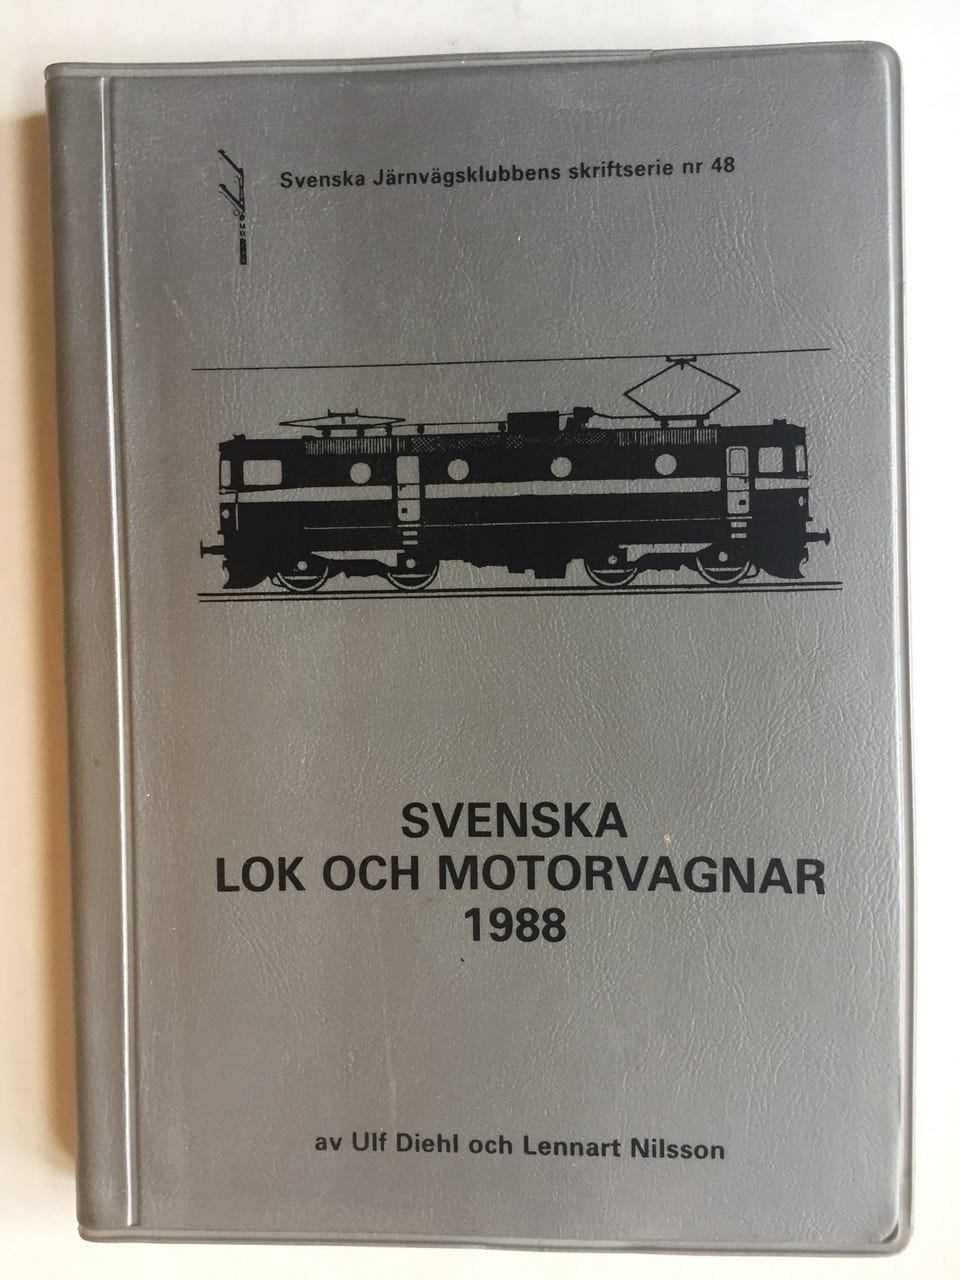 Svenska Järnvägsklubbens skriftserie nr 48
SVENSKA
LOK OCH MOTORVAGNAR
1988
av Ulf Diehl och Lennart Nilsson